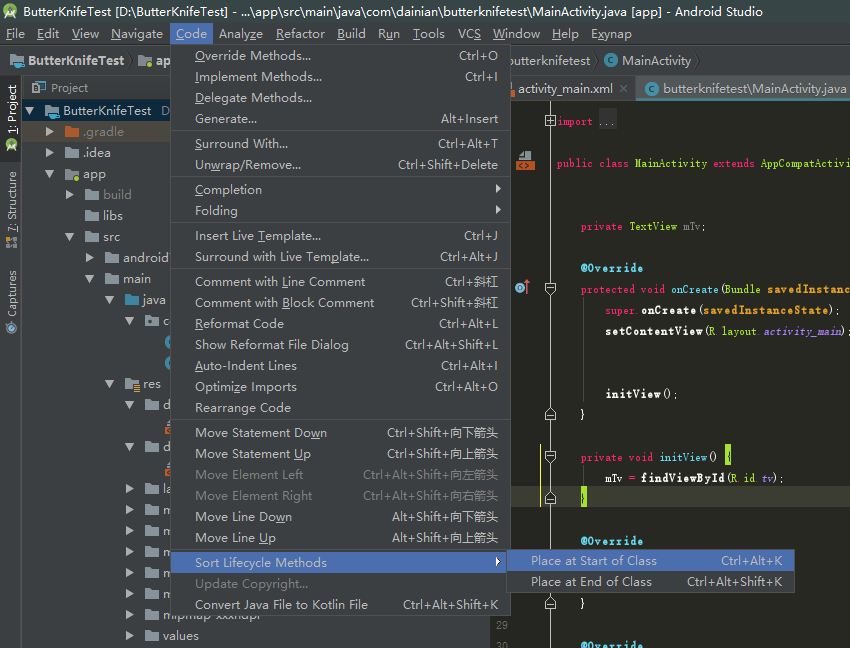 ButterKnifeTest [D:\ButterKnifeTest] - ...\app\src\main\java\com\dainian\butterknifetest\MainActivity.java [app] - Android Studio
File Edit View Navigate Code Analyze Refactor Build Run Tools VCS Window Help Exynap
ButterKnifeTest ap
butterknifetest MainActivity
Project
activity_main.xml × butterknifetest\MainActivity.java
1: Project
7: Structure
Captures
ButterKnifeTest D
.gradle
.idea
app
build
libs
src
android
main
java
c
res
d
d
la
m
m
m
m
m
mipmap-xxxhdpi
values
Override Methods... Ctrl+O
Implement Methods... Ctrl+I
Delegate Methods...
Generate... Alt+Insert
Surround With... Ctrl+Alt+T
Unwrap/Remove... Ctrl+Shift+Delete
Completion
Folding
Insert Live Template... Ctrl+J
Surround with Live Template... Ctrl+Alt+J
Comment with Line Comment Ctrl+斜杠
Comment with Block Comment Ctrl+Shift+斜杠
Reformat Code Ctrl+Alt+L
Show Reformat File Dialog Ctrl+Alt+Shift+L
Auto-Indent Lines Ctrl+Alt+I
Optimize Imports Ctrl+Alt+O
Rearrange Code
Move Statement Down Ctrl+Shift+向下箭头
Move Statement Up Ctrl+Shift+向上箭头
Move Element Left Ctrl+Alt+Shift+向左箭头
Move Element Right Ctrl+Alt+Shift+向右箭头
Move Line Down Alt+Shift+向下箭头
Move Line Up Alt+Shift+向上箭头
Sort Lifecycle Methods
Update Copyright...
Convert Java File to Kotlin File Ctrl+Alt+Shift+K
Place at Start of Class Ctrl+Alt+K
Place at End of Class Ctrl+Alt+Shift+K
import ...
public class MainActivity extends AppCompatActivi
private TextView mTv;
@Override
protected void onCreate(Bundle savedInstanc
super.onCreate(savedInstanceState);
setContentView(R.layout.activity_main);
initView();
}
private void initView() {
mTv = findViewById(R.id.tv);
}
@Override
}
29
30
@Override